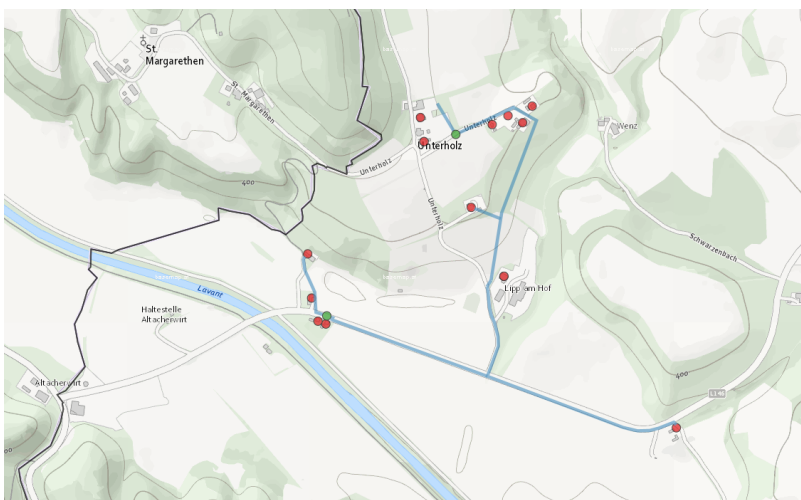 St.
Margarethen
St. Margarethen
Unterholz
Unterholz
Unterholz
Unterholz
Wenz
400
Schwarzenbach
Lavant
Lipp am Hof
Haltestelle
Altacherwirt
Altacherwirt
400
L146